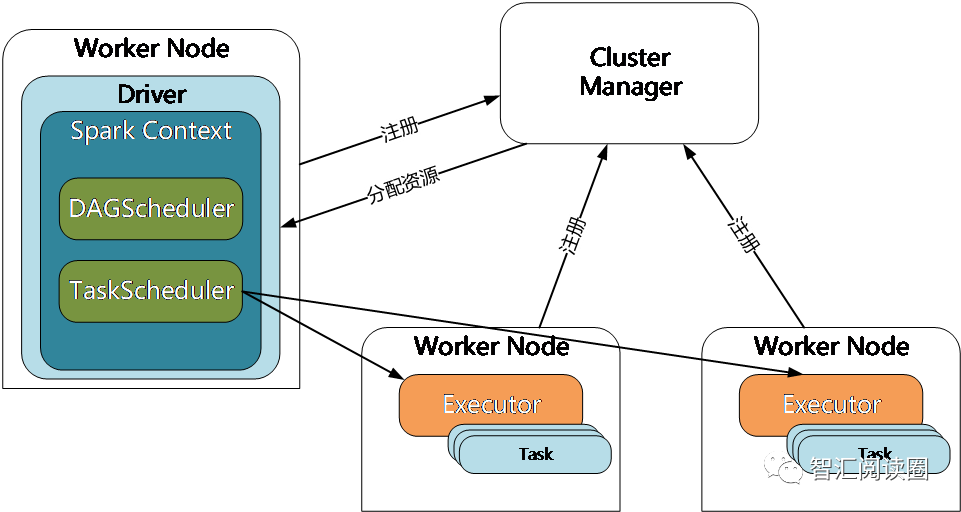 Worker Node
Driver
Spark Context
DAGScheduler
TaskScheduler
注册
分配资源
Cluster
Manager
注册
注册
Worker Node
Executor
Task
Worker Node
Executor
Task
智汇阅读圈